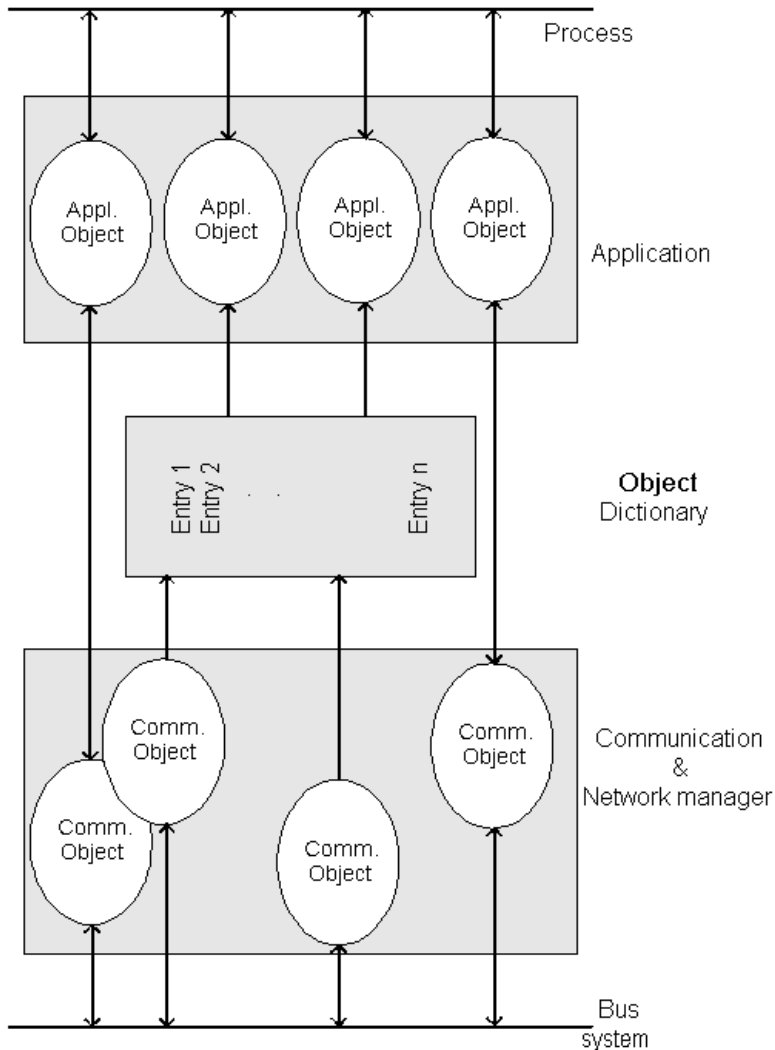 Process
Appl.
Object
Appl.
Object
Appl.
Object
Appl.
Object
Application
Entry 1
Entry 2
. .
Entry n
Object
Dictionary
Comm.
Object
Comm.
Object
Comm.
Object
Comm.
Object
Communication
&
Network manager
Bus
system